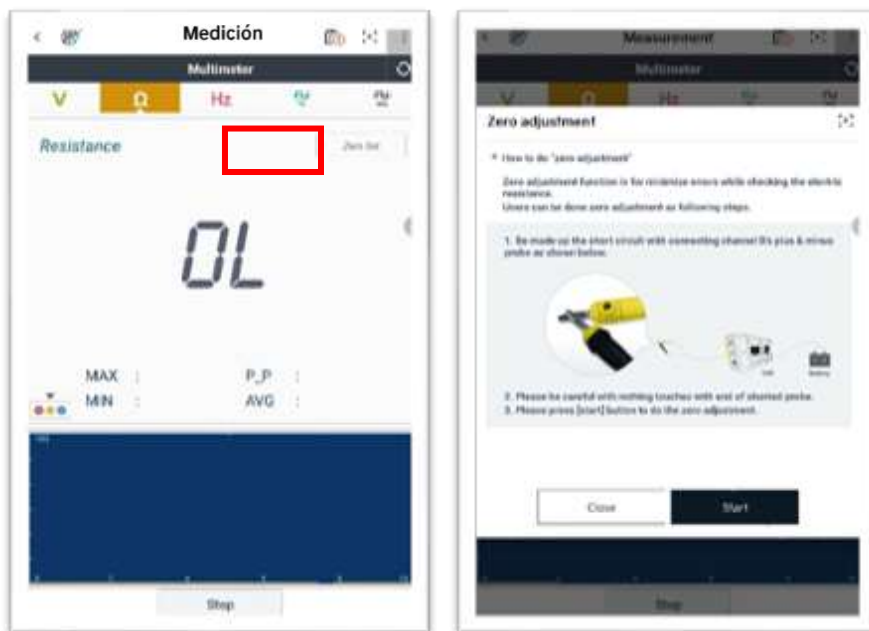 Medición
Multimeter
V Ω Hz
Resistance
Zero Set
OL
MAX : P_P :
MIN : AVG :
Stop
Measurement
Multimeter
V Ω Hz
Zero adjustment
* How to do "zero adjustment"
Zero adjustment function is for minimize errors while checking the electric
resistance.
Users can be done zero adjustment as following steps.
1. Be made up the short circuit with connecting channel B's plus & minus
probe as shown below.
Battery
2. Please be careful with nothing touches with end of shorted probe.
3. Please press [start] button to do the zero adjustment.
Close Start
Stop